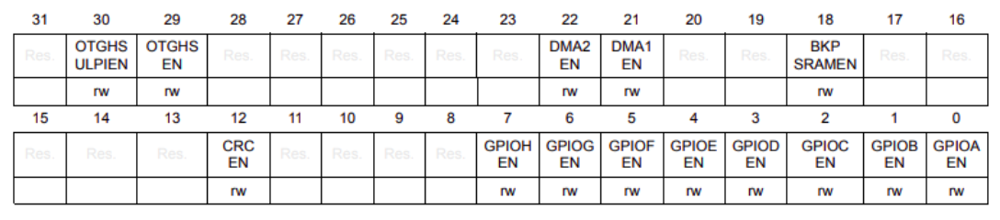 31 30 29 28 27 26 25 24 23 22 21 20 19 18 17 16
Res. OTGHS ULPIEN OTGHS EN Res. Res. Res. Res. Res. Res. DMA2 EN DMA1 EN Res. Res. BKP SRAMEN Res. Res.
rw rw rw rw rw
15 14 13 12 11 10 9 8 7 6 5 4 3 2 1 0
Res. Res. Res. CRC EN Res. Res. Res. Res. GPIOH EN GPIOG EN GPIOF EN GPIOE EN GPIOD EN GPIOC EN GPIOB EN GPIOA EN
rw rw rw rw rw rw rw rw rw